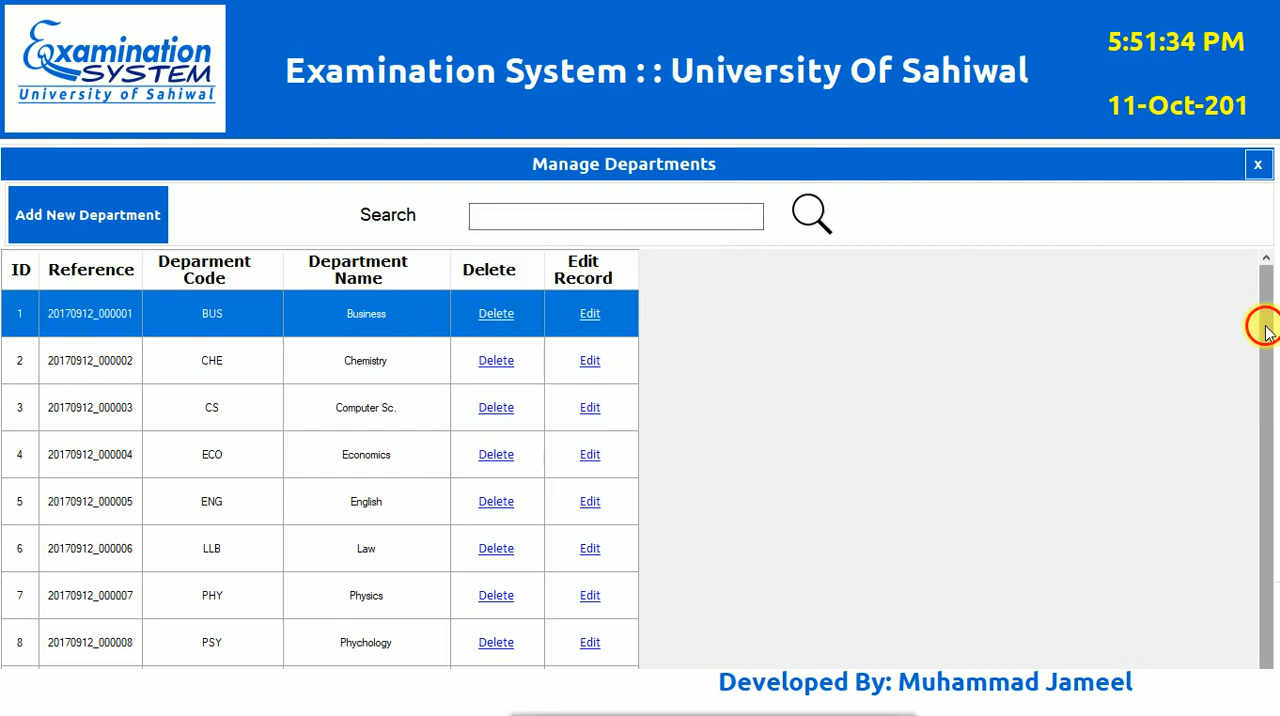 Examination
SYSTEM
University of Sahiwal
Examination System : : University Of Sahiwal
5:51:34 PM
11-Oct-201
Manage Departments
x
Add New Department
Search
ID Reference Deparment Code Department Name Delete Edit Record
1 20170912_000001 BUS Business Delete Edit
2 20170912_000002 CHE Chemistry Delete Edit
3 20170912_000003 CS Computer Sc. Delete Edit
4 20170912_000004 ECO Economics Delete Edit
5 20170912_000005 ENG English Delete Edit
6 20170912_000006 LLB Law Delete Edit
7 20170912_000007 PHY Physics Delete Edit
8 20170912_000008 PSY Phychology Delete Edit
Developed By: Muhammad Jameel